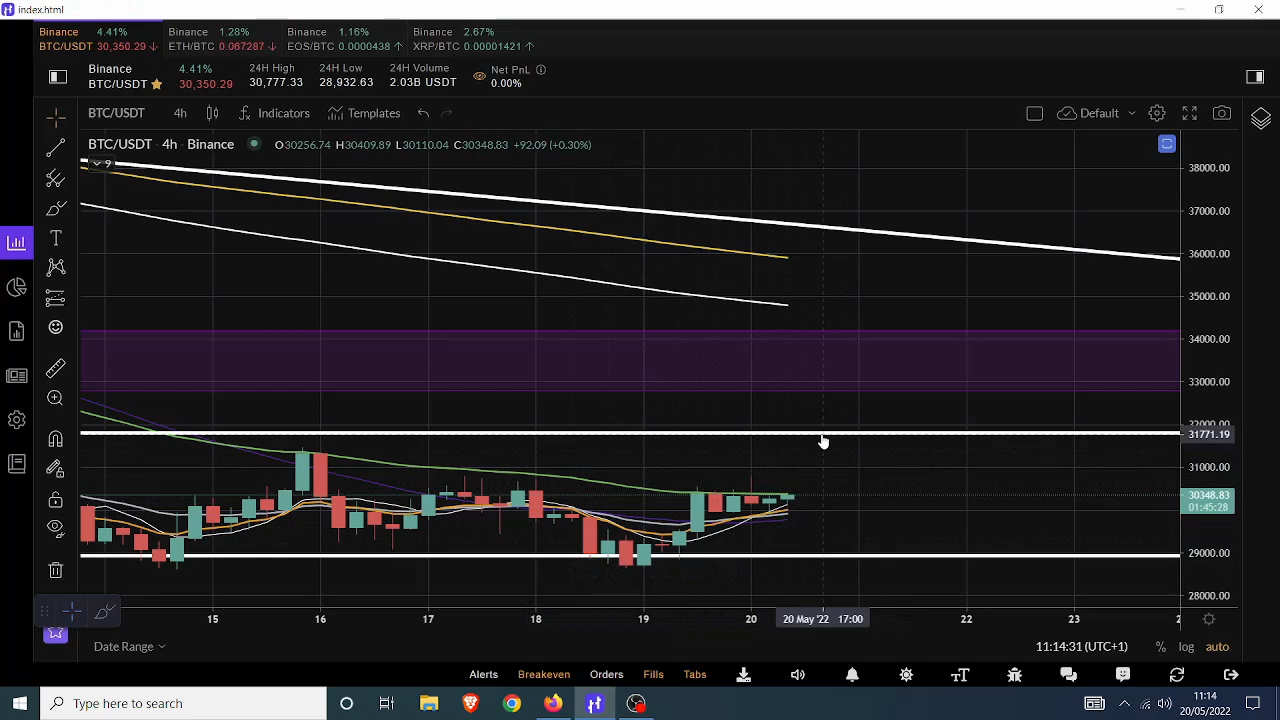 index.html
Binance 4.41% Binance 1.28% Binance 1.16% Binance 2.67%
BTC/USDT 30,350.29 ↓ ETH/BTC 0.067287 ↓ EOS/BTC 0.0000438 ↑ XRP/BTC 0.00001421 ↑
Binance 4.41% 24H High 24H Low 24H Volume Net PnL
BTC/USDT 30,350.29 30,777.33 28,932.63 2.03B USDT 0.00%
BTC/USDT 4h Indicators Templates Default
BTC/USDT · 4h · Binance O30256.74 H30409.89 L30110.04 C30348.83 +92.09 (+0.30%)
9
38000.00
37000.00
36000.00
35000.00
34000.00
33000.00
32000.00
31771.19
31000.00
30348.83
01:45:28
29000.00
28000.00
15 16 17 18 19 20 20 May '22 17:00 22 23
Date Range 11:14:31 (UTC+1) % log auto
Alerts Breakeven Orders Fills Tabs
Type here to search
11:14
20/05/2022